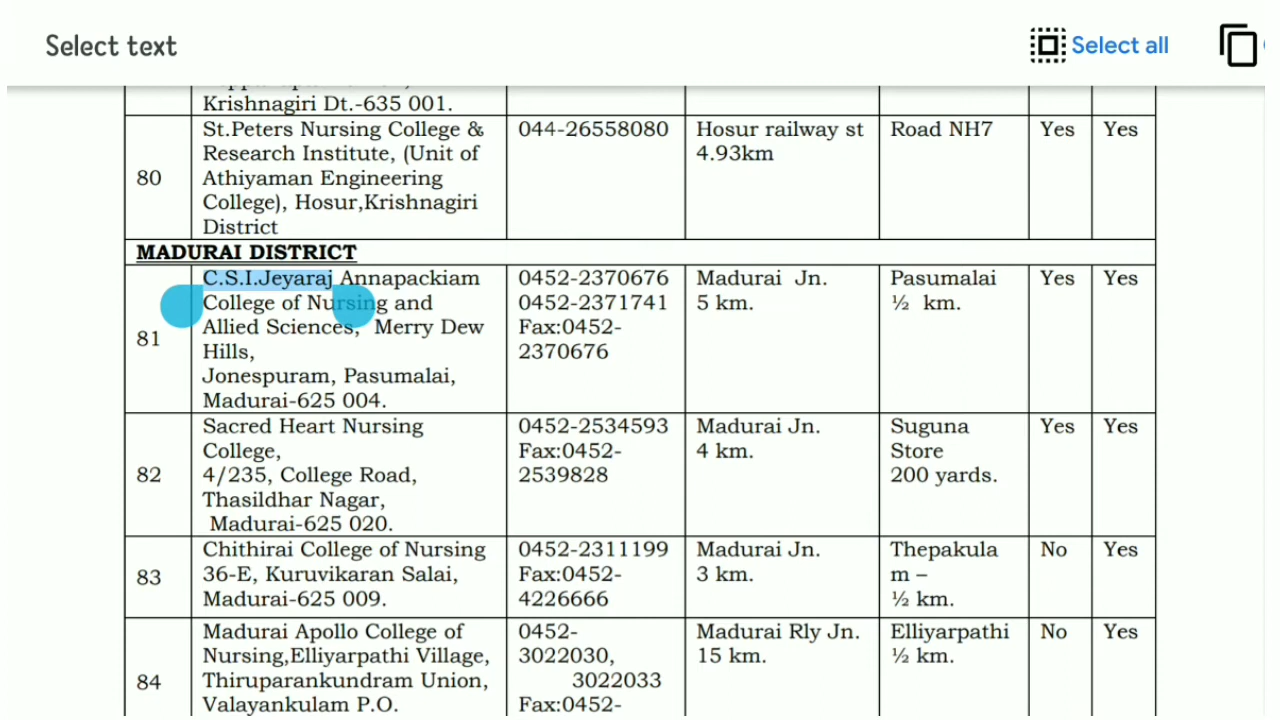 Select text
Select all
Krishnagiri Dt.-635 001.
80
St.Peters Nursing College &
Research Institute, (Unit of
Athiyaman Engineering
College), Hosur,Krishnagiri
District
044-26558080
Hosur railway st
4.93km
Road NH7
Yes
Yes
MADURAI DISTRICT
81
C.S.I.Jeyaraj Annapackiam
College of Nursing and
Allied Sciences, Merry Dew
Hills,
Jonespuram, Pasumalai,
Madurai-625 004.
0452-2370676
0452-2371741
Fax:0452-
2370676
Madurai Jn.
5 km.
Pasumalai
½ km.
Yes
Yes
82
Sacred Heart Nursing
College,
4/235, College Road,
Thasildhar Nagar,
Madurai-625 020.
0452-2534593
Fax:0452-
2539828
Madurai Jn.
4 km.
Suguna
Store
200 yards.
Yes
Yes
83
Chithirai College of Nursing
36-E, Kuruvikaran Salai,
Madurai-625 009.
0452-2311199
Fax:0452-
4226666
Madurai Jn.
3 km.
Thepakula
m –
½ km.
No
Yes
84
Madurai Apollo College of
Nursing,Elliyarpathi Village,
Thiruparankundram Union,
Valayankulam P.O.
0452-
3022030,
3022033
Fax:0452-
Madurai Rly Jn.
15 km.
Elliyarpathi
½ km.
No
Yes